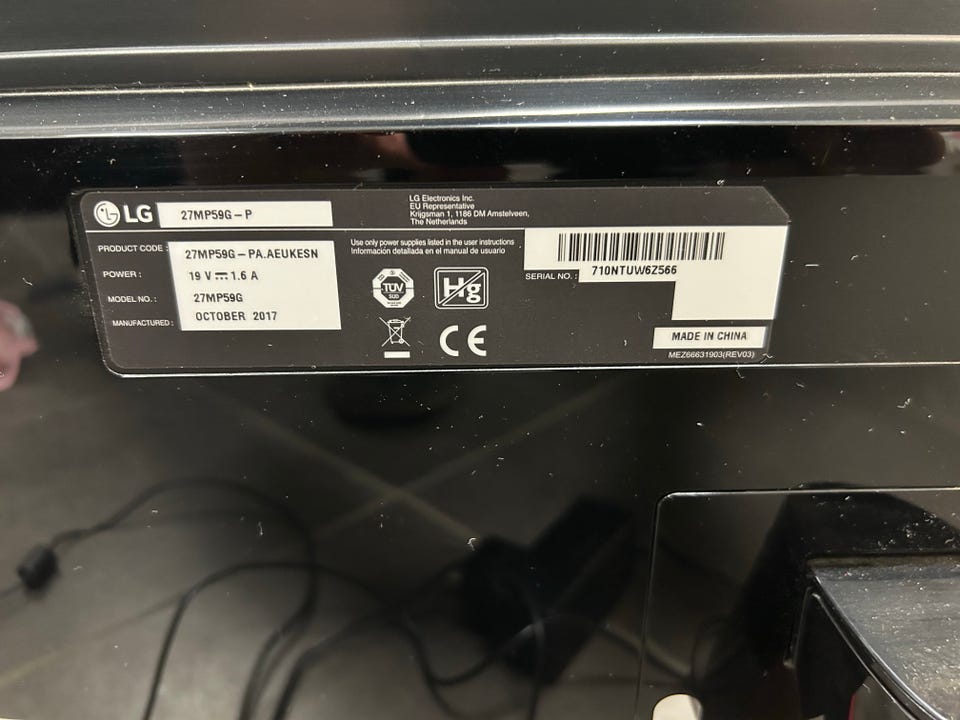 LG 27MP59G-P
LG Electronics Inc.
EU Representative
Krijgsman 1, 1186 DM Amstelveen,
The Netherlands
PRODUCT CODE : 27MP59G-PA.AEUKESN
POWER : 19 V ⎓ 1.6 A
MODEL NO. : 27MP59G
MANUFACTURED : OCTOBER 2017
Use only power supplies listed in the user instructions
Información detallada en el manual de usuario
TÜV
SÜD
Hg
CE
SERIAL NO. : 710NTUW6Z566
MADE IN CHINA
MEZ66631903(REV03)